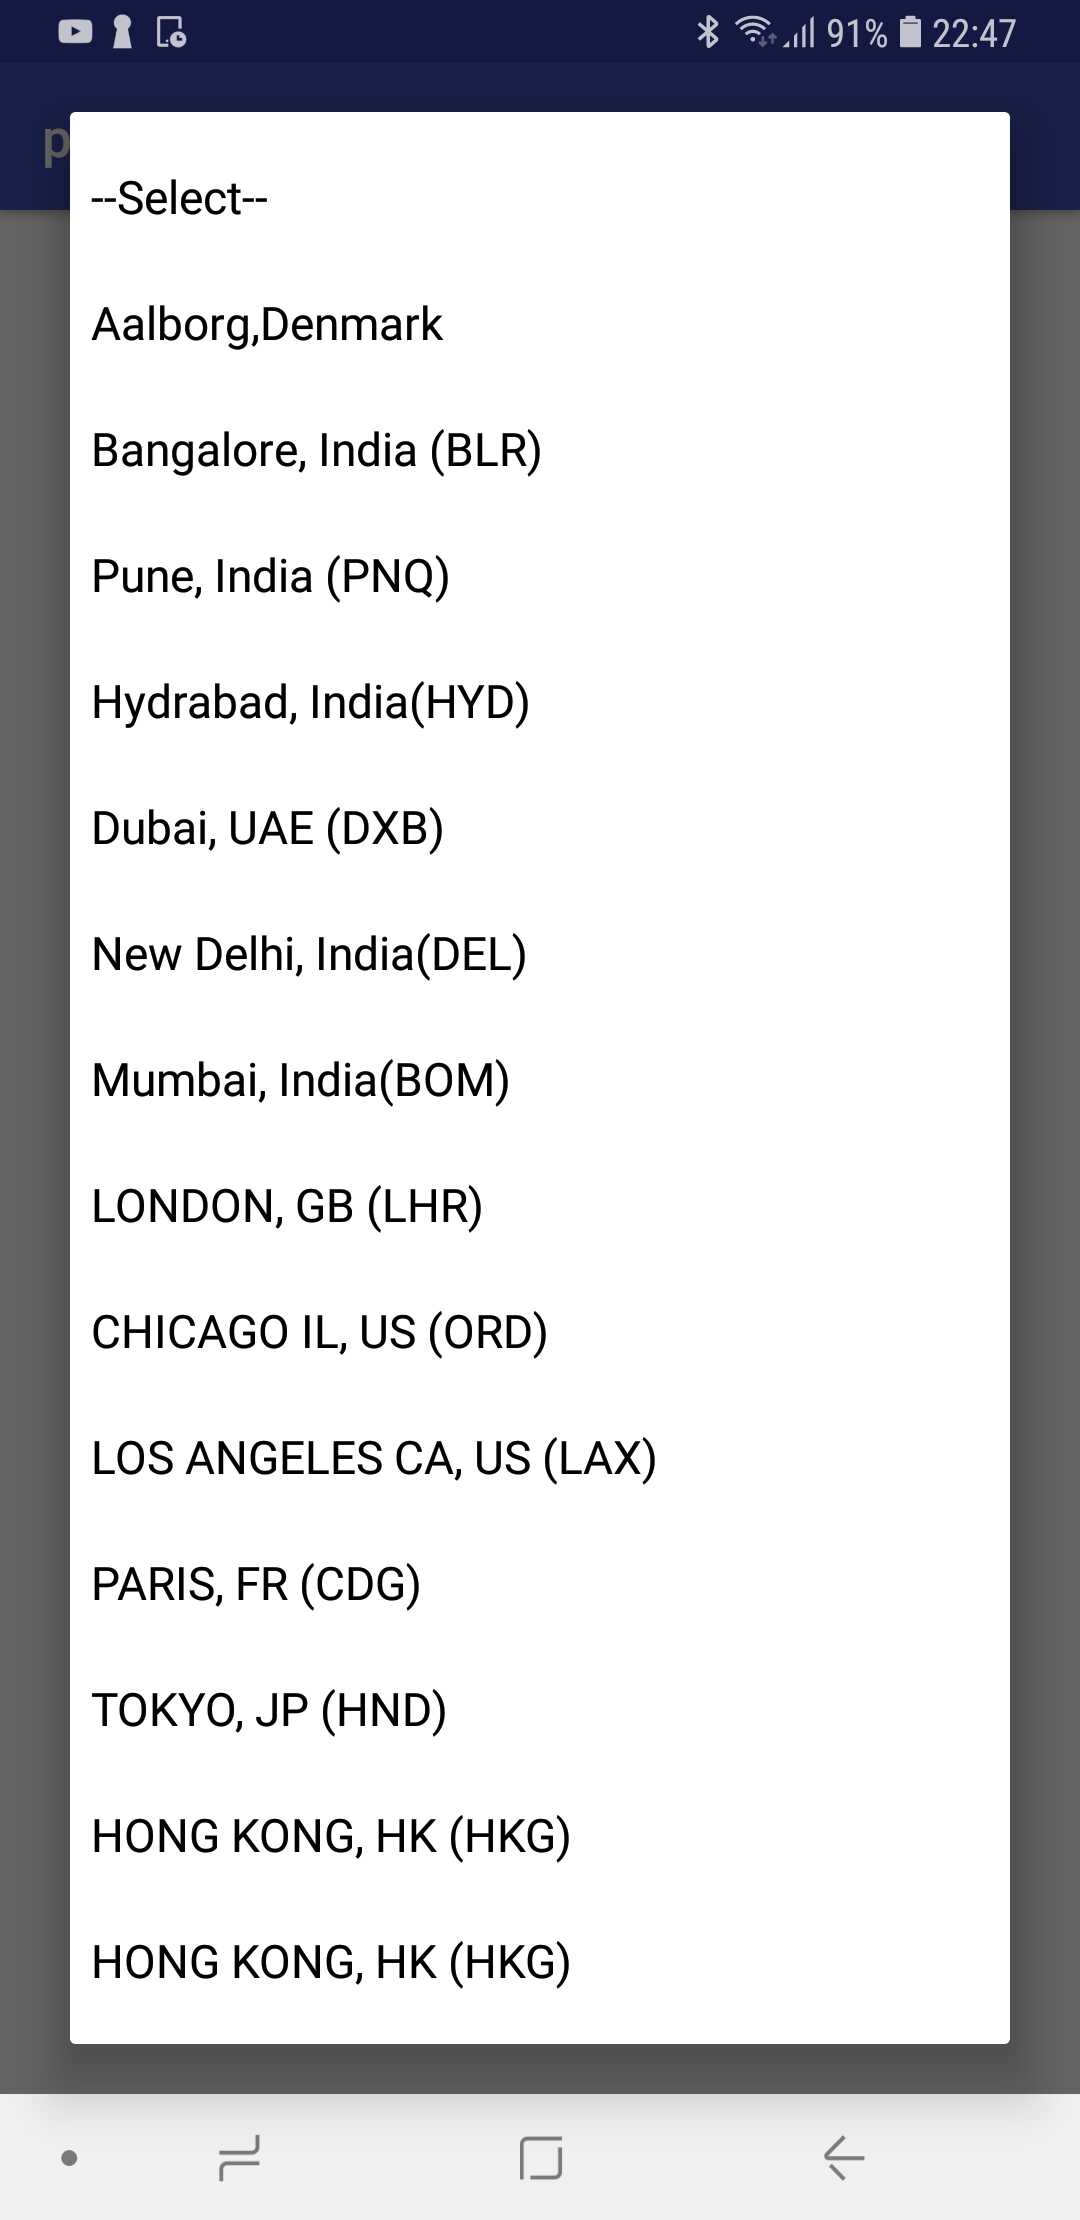 91% 22:47
p
--Select--
Aalborg,Denmark
Bangalore, India (BLR)
Pune, India (PNQ)
Hydrabad, India(HYD)
Dubai, UAE (DXB)
New Delhi, India(DEL)
Mumbai, India(BOM)
LONDON, GB (LHR)
CHICAGO IL, US (ORD)
LOS ANGELES CA, US (LAX)
PARIS, FR (CDG)
TOKYO, JP (HND)
HONG KONG, HK (HKG)
HONG KONG, HK (HKG)